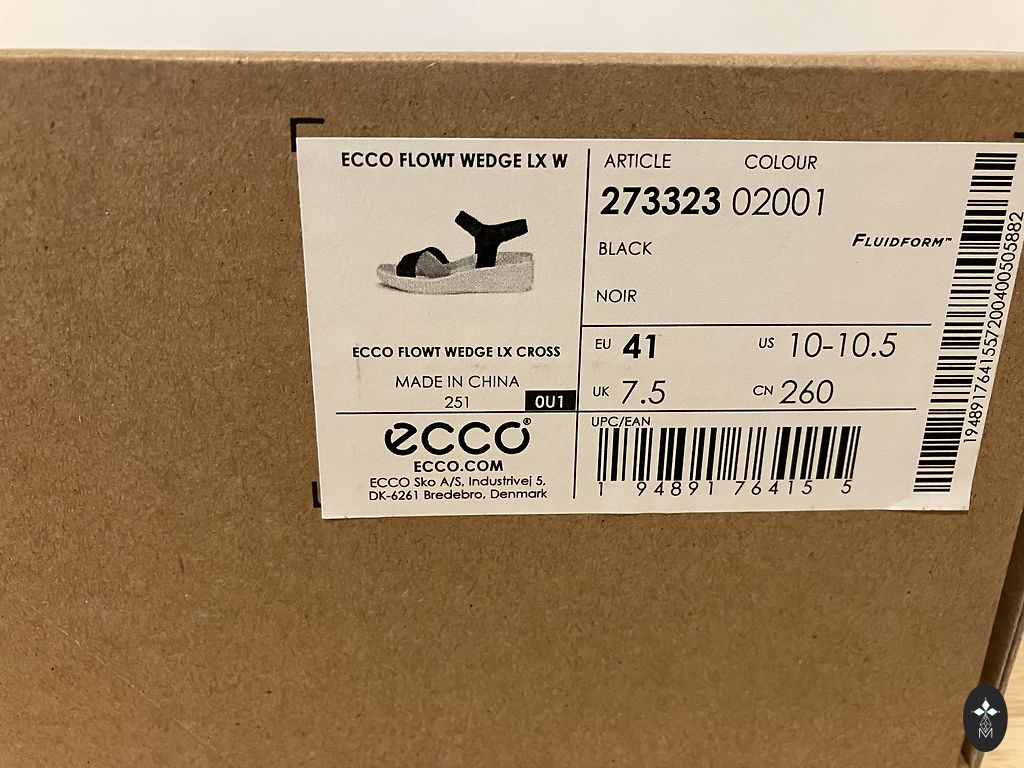 ECCO FLOWT WEDGE LX W
ECCO FLOWT WEDGE LX CROSS
MADE IN CHINA
251 0U1
ecco®
ECCO.COM
ECCO Sko A/S, Industrivej 5,
DK-6261 Bredebro, Denmark
ARTICLE COLOUR
273323 02001
BLACK
FLUIDFORM™
NOIR
EU 41 US 10-10.5
UK 7.5 CN 260
UPC/EAN
1 94891 76415 5
1948917641557200400505882
M